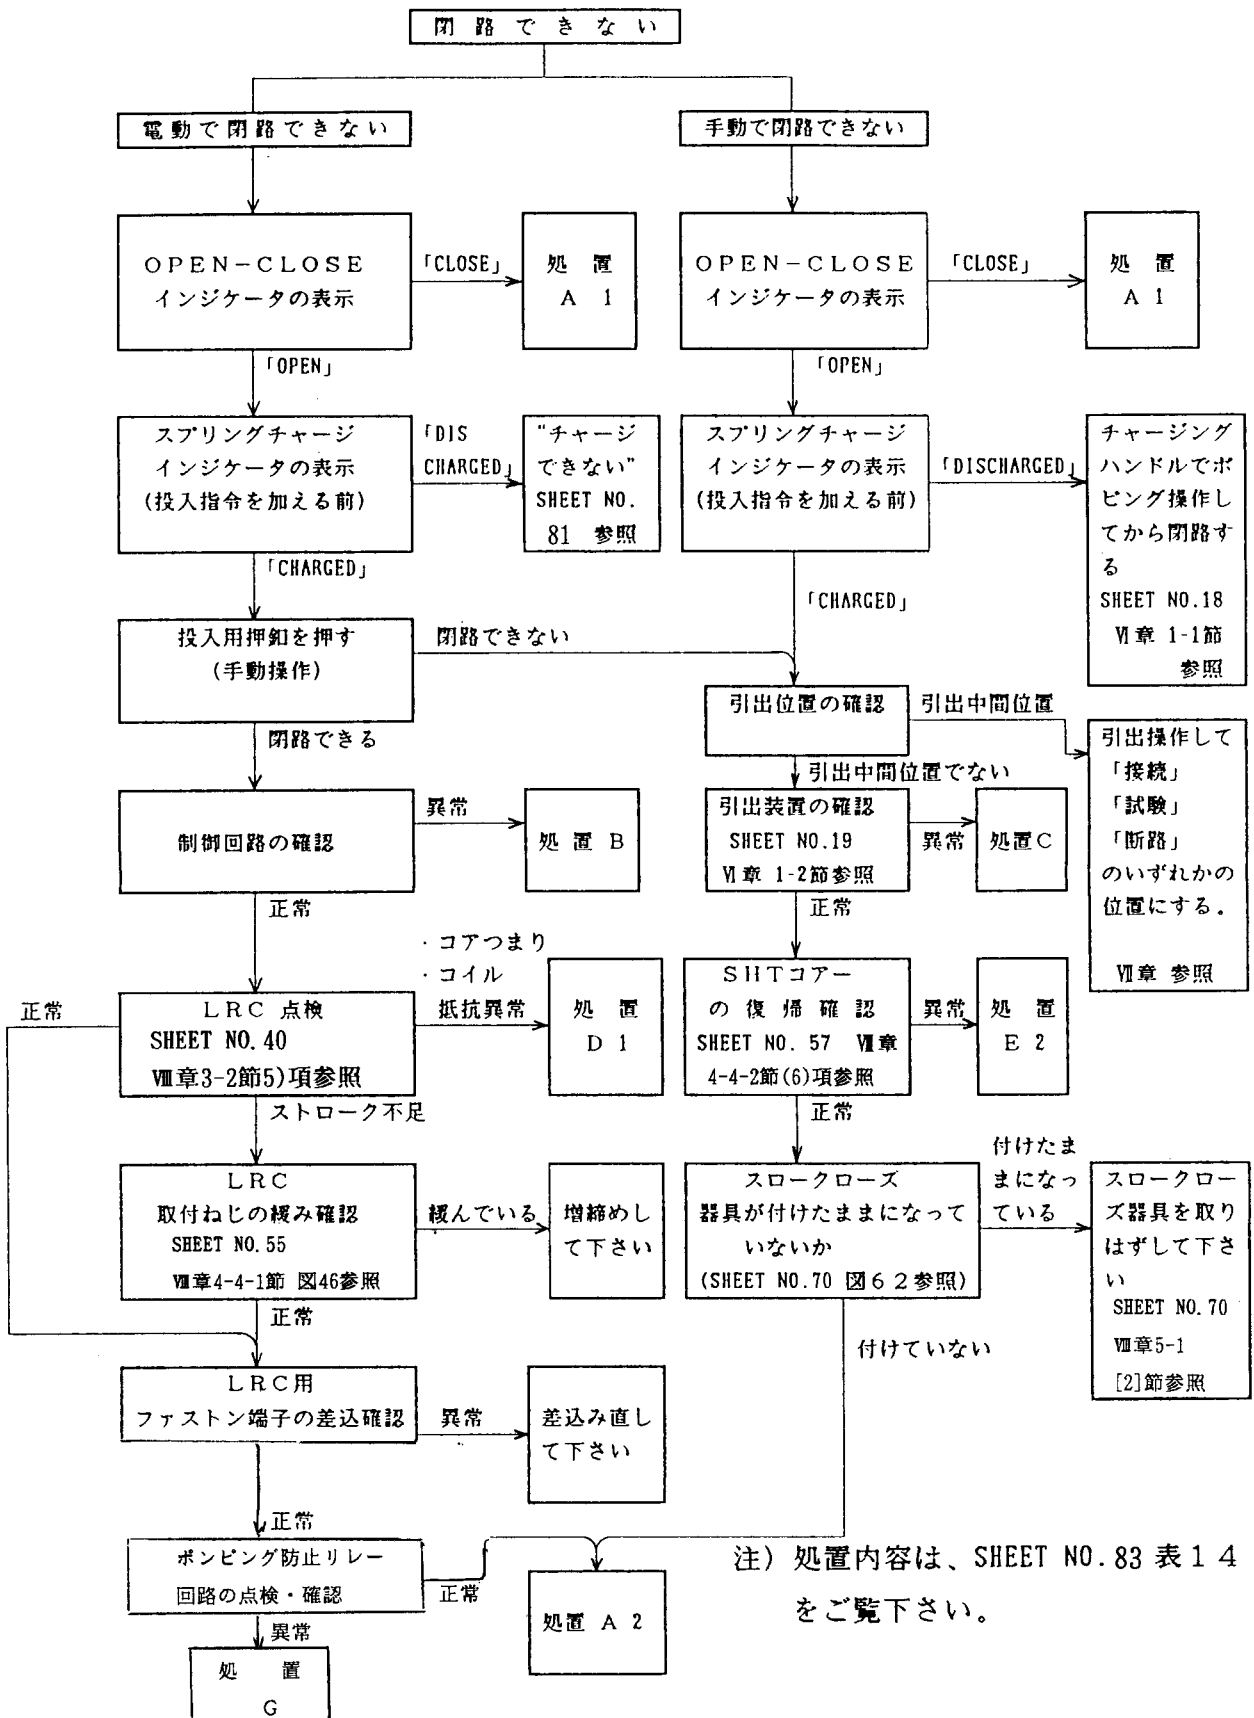 閉路できない
電動で閉路できない
手動で閉路できない
OPEN-CLOSE
インジケータの表示
「CLOSE」
処置
A 1
OPEN-CLOSE
インジケータの表示
「CLOSE」
処置
A 1
「OPEN」
「OPEN」
スプリングチャージ
インジケータの表示
(投入指令を加える前)
「DIS
CHARGED」
"チャージ
できない"
SHEET NO.
81 参照
スプリングチャージ
インジケータの表示
(投入指令を加える前)
「DISCHARGED」
チャージング
ハンドルでポ
ピング操作し
てから閉路す
る
SHEET NO.18
Ⅵ章 1-1節
参照
「CHARGED」
「CHARGED」
投入用押釦を押す
(手動操作)
閉路できない
閉路できる
引出位置の確認
引出中間位置
引出操作して
「接続」
「試験」
「断路」
のいずれかの
位置にする.
Ⅶ章 参照
引出中間位置でない
制御回路の確認
異常
処置 B
引出装置の確認
SHEET NO.19
Ⅵ章 1-2節参照
異常
処置C
正常
正常
・コアつまり
・コイル
抵抗異常
正常
LRC 点検
SHEET NO.40
Ⅷ章3-2節5)項参照
処置
D 1
SHTコアー
の復帰確認
SHEET NO. 57 Ⅷ章
4-4-2節(6)項参照
異常
処置
E 2
ストローク不足
正常
LRC
取付ねじの緩み確認
SHEET NO.55
Ⅷ章4-4-1節 図46参照
緩んでいる
増締めし
て下さい
スロークローズ
器具が付けたままになって
いないか
(SHEET NO.70 図62参照)
付けたま
まになっ
ている
スロークロー
ズ器具を取り
はずして下さ
い
SHEET NO.70
Ⅷ章5-1
[2]節参照
正常
付けていない
LRC用
ファストン端子の差込確認
異常
差込み直し
て下さい
正常
ポンピング防止リレー
回路の点検・確認
正常
処置 A 2
異常
処置
G
注) 処置内容は、SHEET NO.83 表14
をご覧下さい。